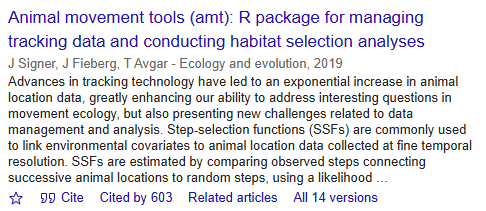 Animal movement tools (amt): R package for managing
tracking data and conducting habitat selection analyses
J Signer, J Fieberg, T Avgar - Ecology and evolution, 2019
Advances in tracking technology have led to an exponential increase in animal
location data, greatly enhancing our ability to address interesting questions in
movement ecology, but also presenting new challenges related to data
management and analysis. Step-selection functions (SSFs) are commonly used
to link environmental covariates to animal location data collected at fine temporal
resolution. SSFs are estimated by comparing observed steps connecting
successive animal locations to random steps, using a likelihood …
Cite Cited by 603 Related articles All 14 versions